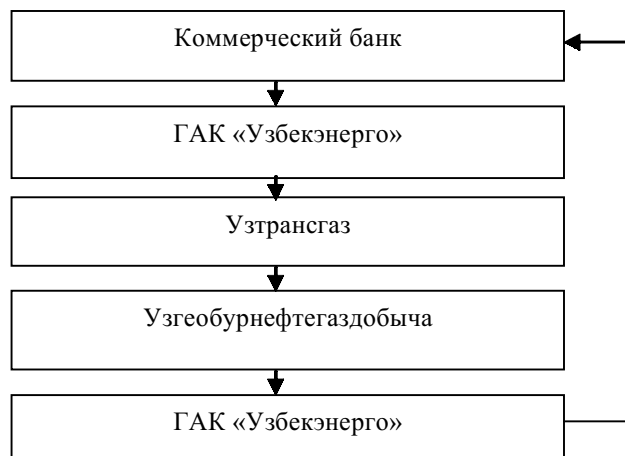 Коммерческий банк
ГАК «Узбекэнерго»
Узтрансгаз
Узгеобурнефтегаздобыча
ГАК «Узбекэнерго»